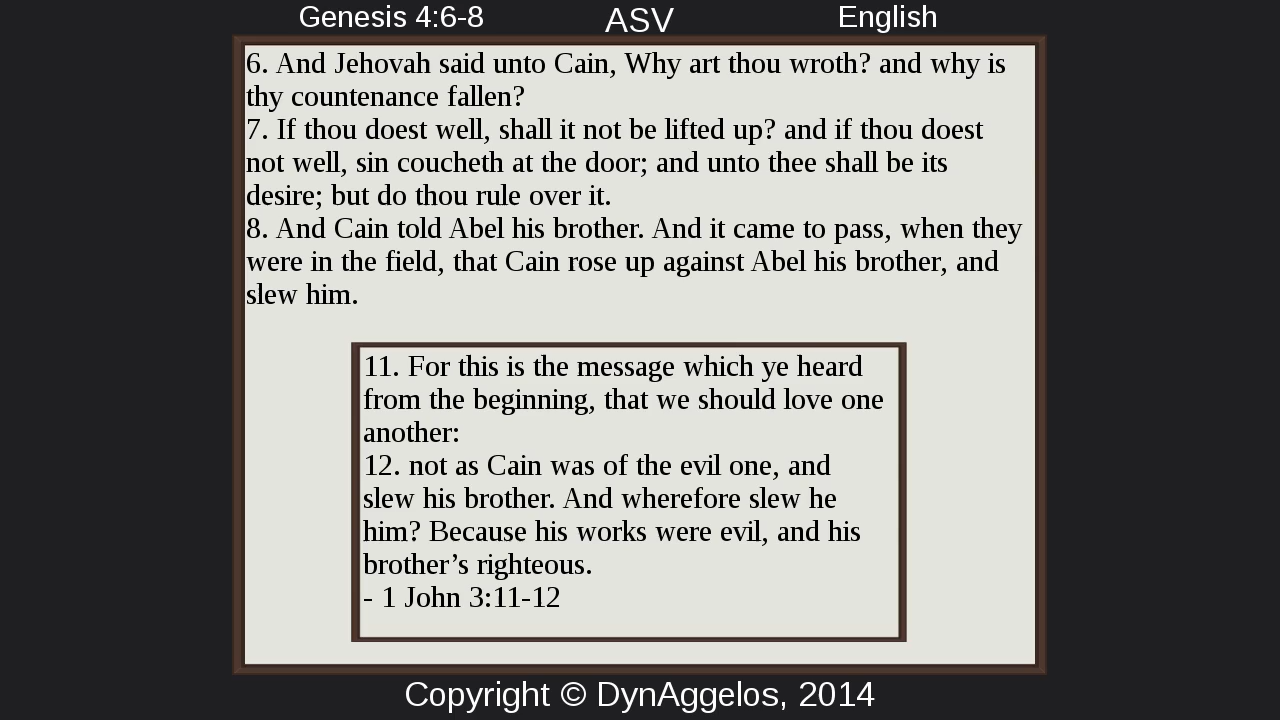 Genesis 4:6-8 ASV English
6. And Jehovah said unto Cain, Why art thou wroth? and why is
thy countenance fallen?
7. If thou doest well, shall it not be lifted up? and if thou doest
not well, sin coucheth at the door; and unto thee shall be its
desire; but do thou rule over it.
8. And Cain told Abel his brother. And it came to pass, when they
were in the field, that Cain rose up against Abel his brother, and
slew him.
11. For this is the message which ye heard
from the beginning, that we should love one
another:
12. not as Cain was of the evil one, and
slew his brother. And wherefore slew he
him? Because his works were evil, and his
brother’s righteous.
- 1 John 3:11-12
Copyright © DynAggelos, 2014